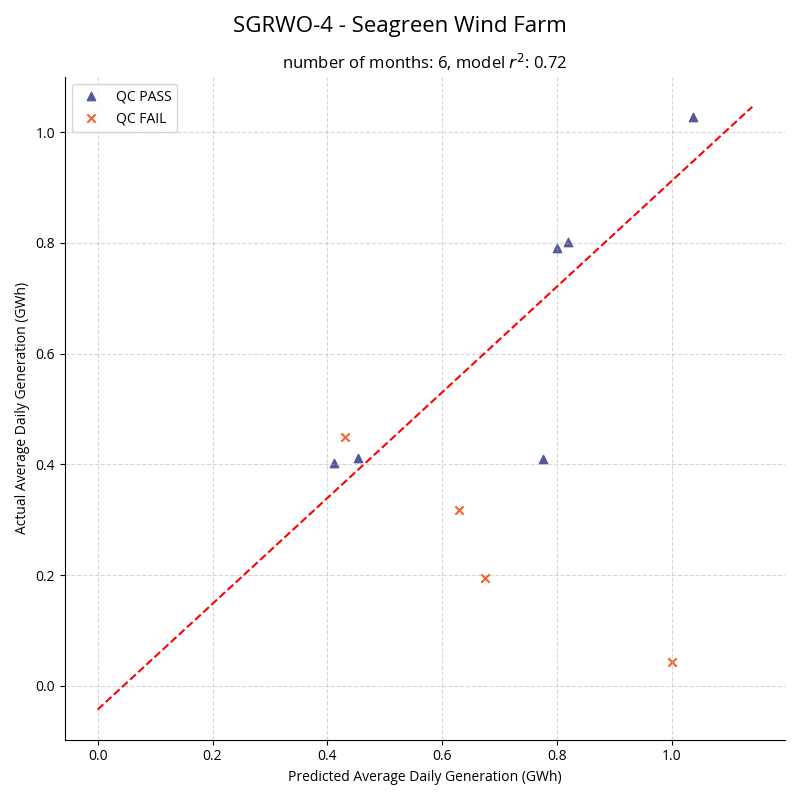 SGRWO-4 - Seagreen Wind Farm
number of months: 6, model r²: 0.72
QC PASS
QC FAIL
1.0
0.8
0.6
0.4
0.2
0.0
Actual Average Daily Generation (GWh)
0.0 0.2 0.4 0.6 0.8 1.0
Predicted Average Daily Generation (GWh)